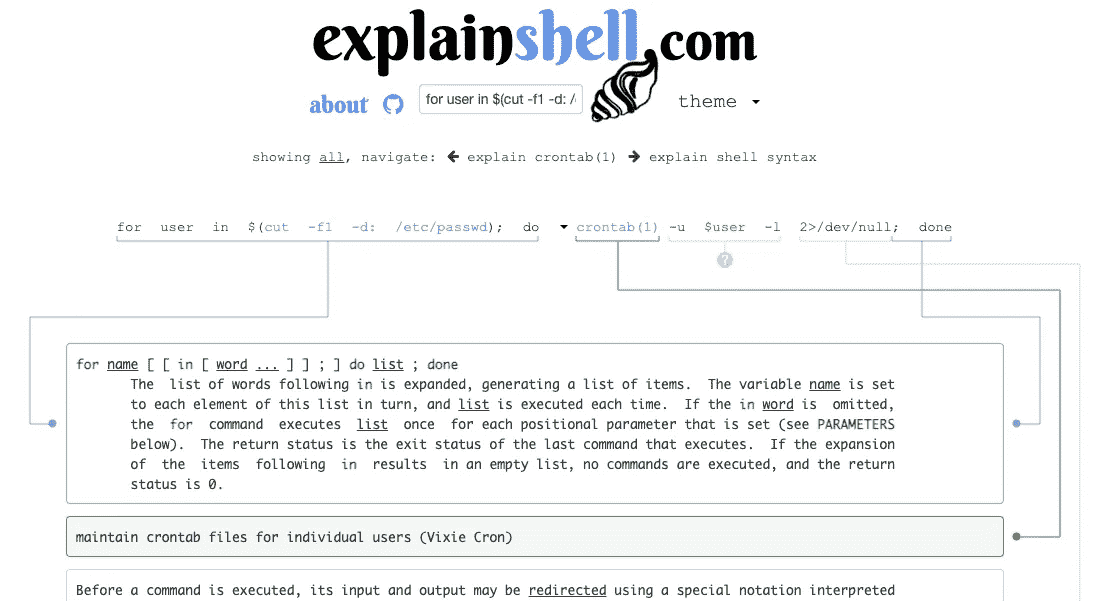 explainshell.com
about for user in $(cut -f1 -d: / theme
showing all, navigate: ← explain crontab(1) → explain shell syntax
for user in $(cut -f1 -d: /etc/passwd); do crontab(1) -u $user -l 2>/dev/null; done
?
for name [ [ in [ word ... ] ] ; ] do list ; done
The list of words following in is expanded, generating a list of items. The variable name is set
to each element of this list in turn, and list is executed each time. If the in word is omitted,
the for command executes list once for each positional parameter that is set (see PARAMETERS
below). The return status is the exit status of the last command that executes. If the expansion
of the items following in results in an empty list, no commands are executed, and the return
status is 0.
maintain crontab files for individual users (Vixie Cron)
Before a command is executed, its input and output may be redirected using a special notation interpreted